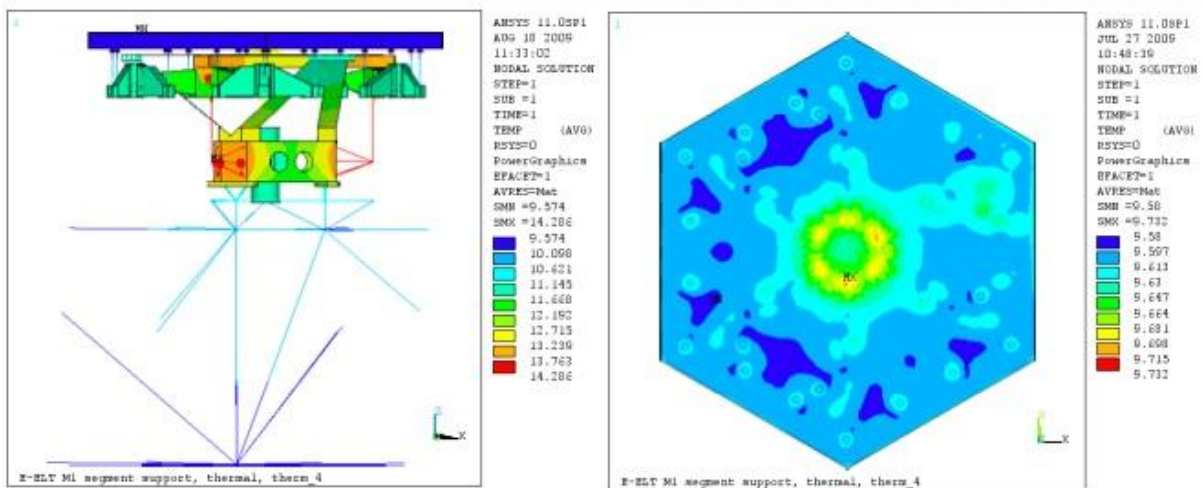 1
MN
ANSYS 11.0SP1
AUG 18 2009
11:33:02
NODAL SOLUTION
STEP=1
SUB =1
TIME=1
TEMP (AVG)
RSYS=0
PowerGraphics
EFACET=1
AVRES=Mat
SMN =9.574
SMX =14.286
9.574
10.098
10.621
11.145
11.668
12.192
12.715
13.239
13.763
14.286
Z
X
E-ELT M1 segment support, thermal, therm_4
1
MX
ANSYS 11.0SP1
JUL 27 2009
10:48:39
NODAL SOLUTION
STEP=1
SUB =1
TIME=1
TEMP (AVG)
RSYS=0
PowerGraphics
EFACET=1
AVRES=Mat
SMN =9.58
SMX =9.732
9.58
9.597
9.613
9.63
9.647
9.664
9.681
9.698
9.715
9.732
Y
X
E-ELT M1 segment support, thermal, therm_4